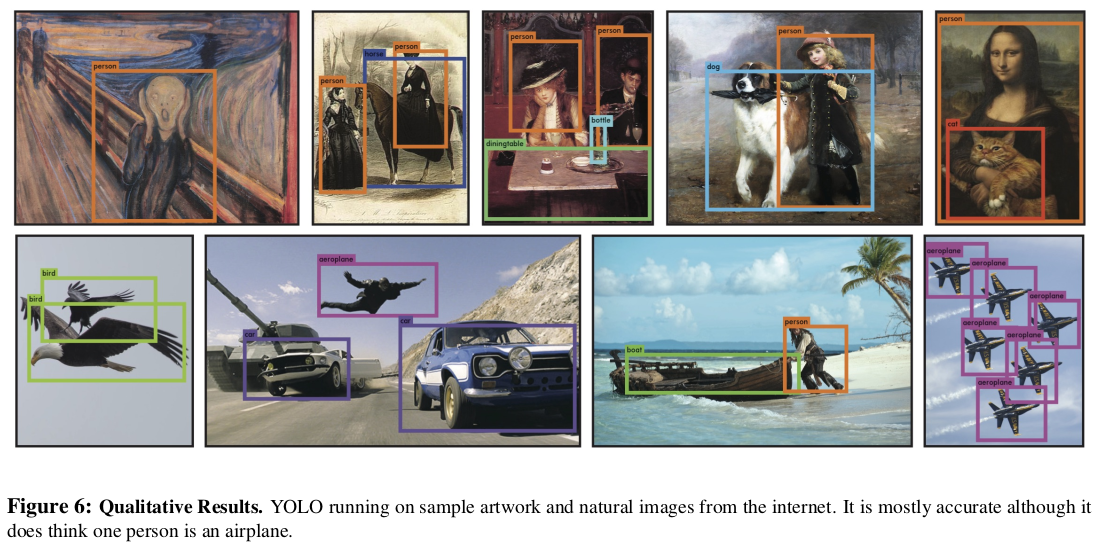 person
person
horse
person
person
person
bottle
diningtable
person
dog
person
cat
bird
bird
aeroplane
car
car
person
boat
aeroplane
aeroplane
aeroplane
aeroplane
aeroplane
aeroplane
Figure 6: Qualitative Results. YOLO running on sample artwork and natural images from the internet. It is mostly accurate although it
does think one person is an airplane.